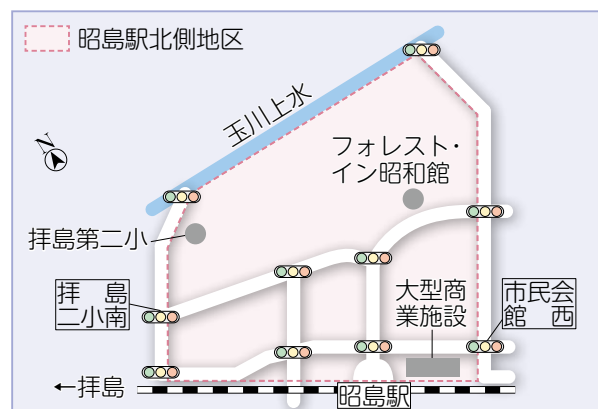 昭島駅北側地区
玉川上水
N
フォレスト・
イン昭和館
拝島第二小
拝島
二小南
大型商
業施設
市民会
館西
←拝島
昭島駅